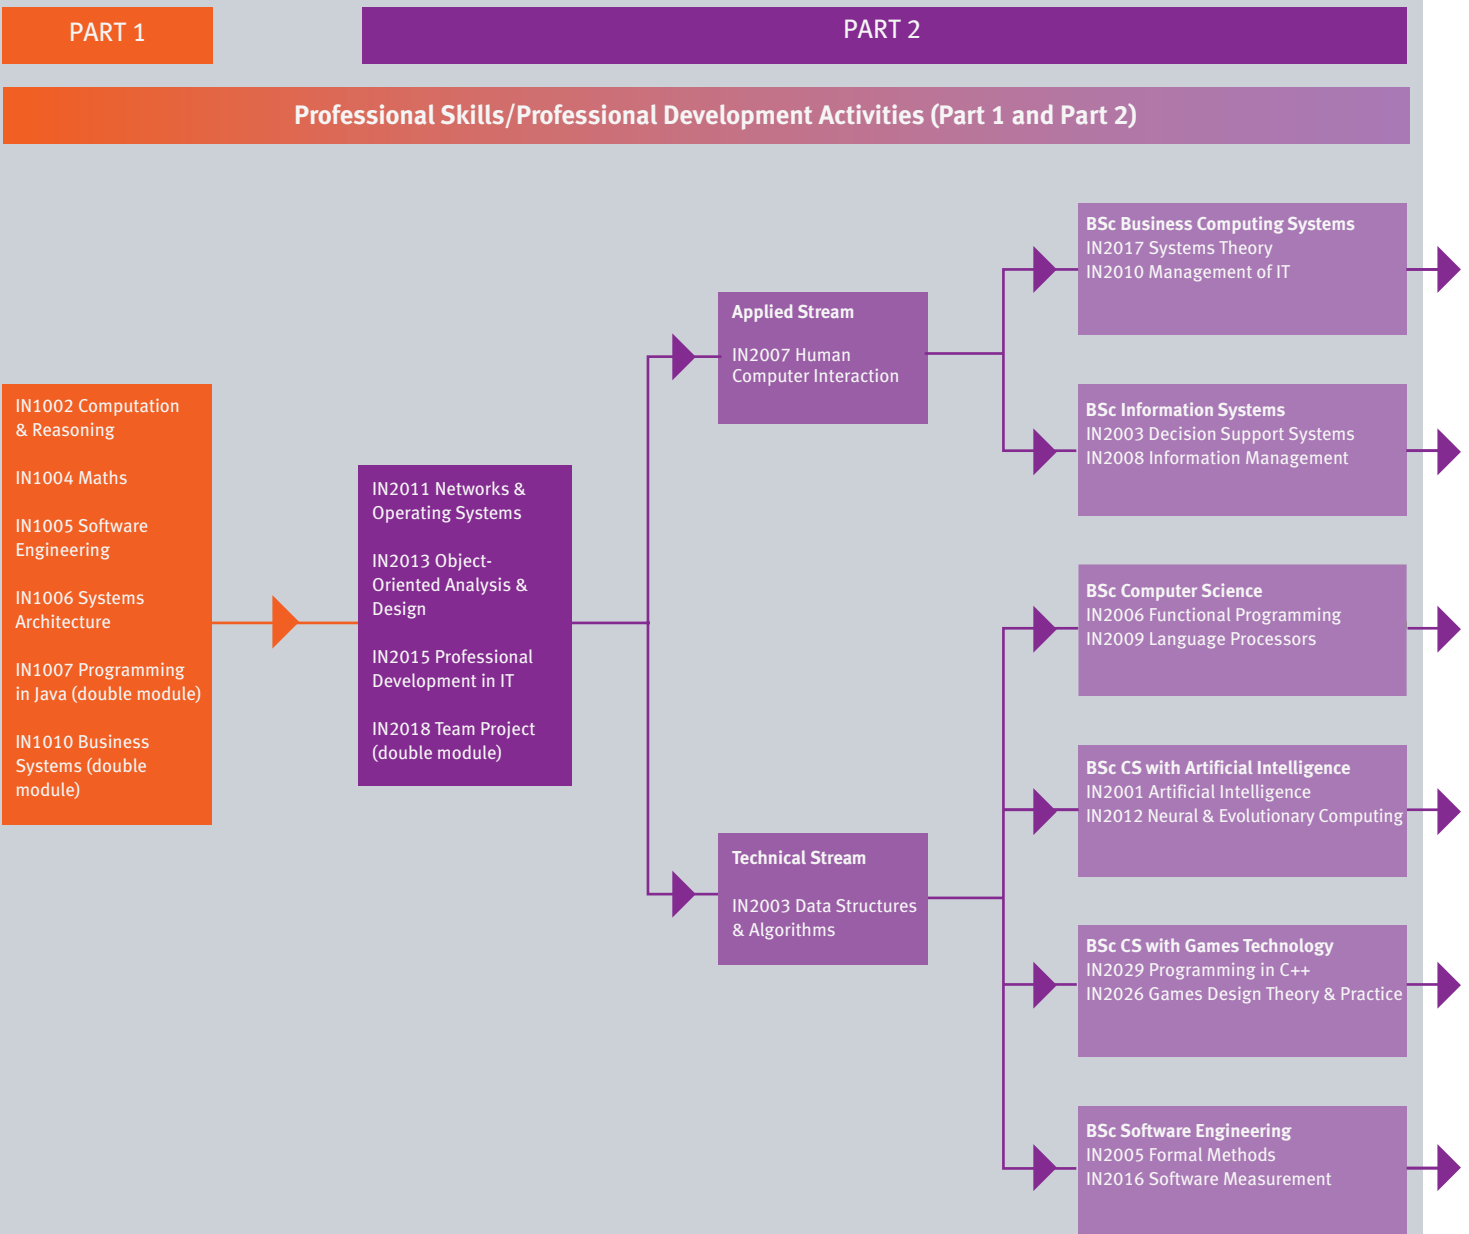 PART 1
PART 2
Professional Skills/Professional Development Activities (Part 1 and Part 2)
IN1002 Computation
& Reasoning
IN1004 Maths
IN1005 Software
Engineering
IN1006 Systems
Architecture
IN1007 Programming
in Java (double module)
IN1010 Business
Systems (double
module)
IN2011 Networks &
Operating Systems
IN2013 Object-
Oriented Analysis &
Design
IN2015 Professional
Development in IT
IN2018 Team Project
(double module)
Applied Stream
IN2007 Human
Computer Interaction
Technical Stream
IN2003 Data Structures
& Algorithms
BSc Business Computing Systems
IN2017 Systems Theory
IN2010 Management of IT
BSc Information Systems
IN2003 Decision Support Systems
IN2008 Information Management
BSc Computer Science
IN2006 Functional Programming
IN2009 Language Processors
BSc CS with Artificial Intelligence
IN2001 Artificial Intelligence
IN2012 Neural & Evolutionary Computing
BSc CS with Games Technology
IN2029 Programming in C++
IN2026 Games Design Theory & Practice
BSc Software Engineering
IN2005 Formal Methods
IN2016 Software Measurement